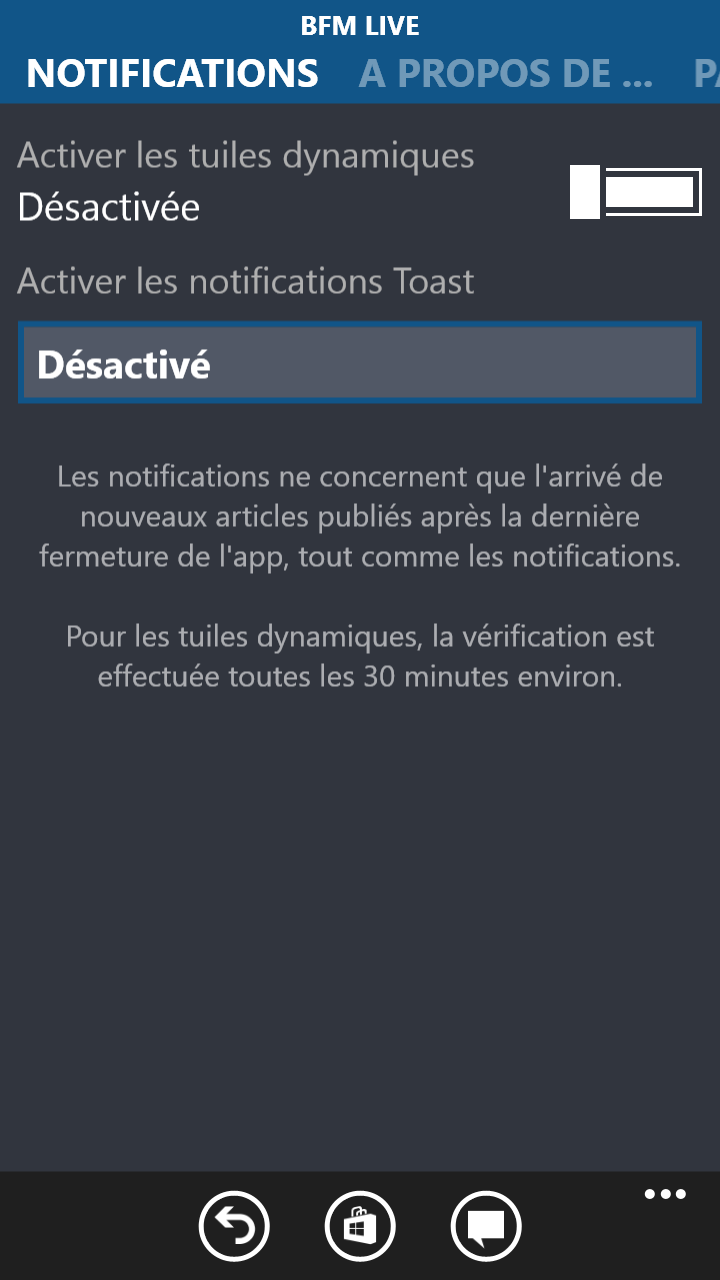 BFM LIVE
NOTIFICATIONS A PROPOS DE ...
Activer les tuiles dynamiques
Désactivée
Activer les notifications Toast
Désactivé
Les notifications ne concernent que l'arrivé de
nouveaux articles publiés après la dernière
fermeture de l'app, tout comme les notifications.
Pour les tuiles dynamiques, la vérification est
effectuée toutes les 30 minutes environ.